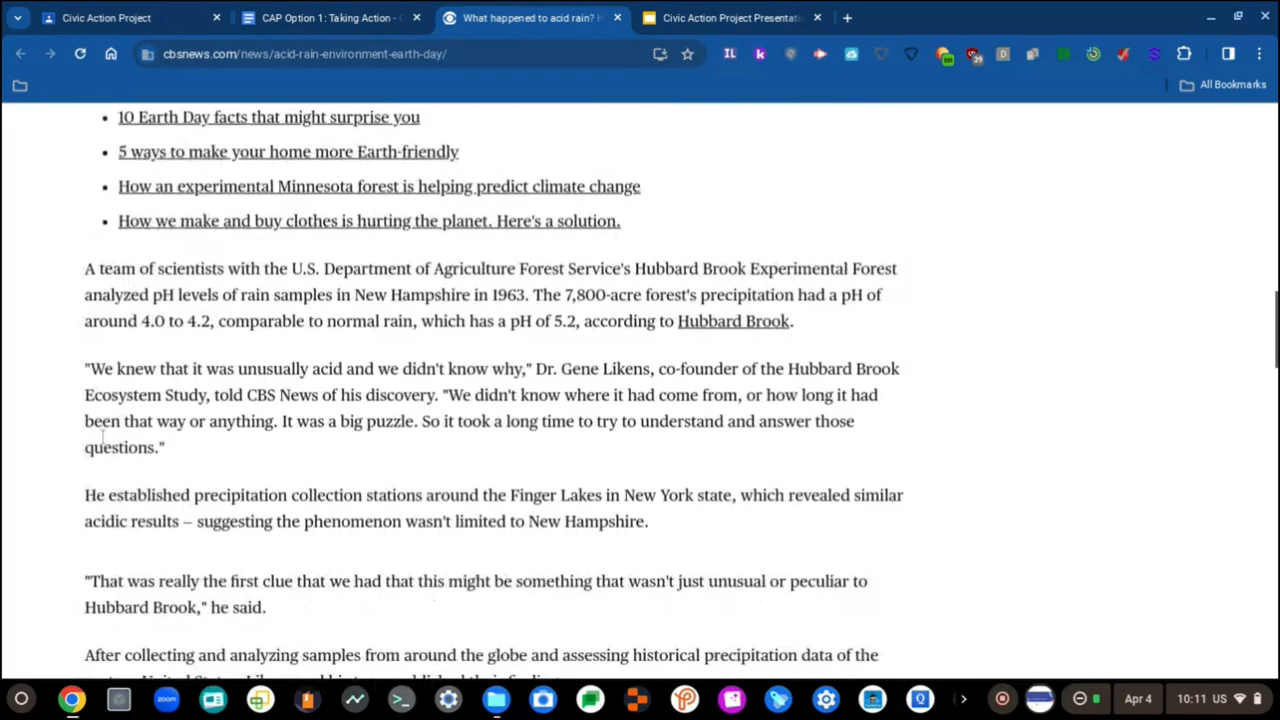 Civic Action Project
CAP Option 1: Taking Action -
What happened to acid rain?
Civic Action Project Presentati
cbsnews.com/news/acid-rain-environment-earth-day/
IL
k
on
39
D
All Bookmarks
• 10 Earth Day facts that might surprise you
• 5 ways to make your home more Earth-friendly
• How an experimental Minnesota forest is helping predict climate change
• How we make and buy clothes is hurting the planet. Here's a solution.
A team of scientists with the U.S. Department of Agriculture Forest Service's Hubbard Brook Experimental Forest
analyzed pH levels of rain samples in New Hampshire in 1963. The 7,800-acre forest's precipitation had a pH of
around 4.0 to 4.2, comparable to normal rain, which has a pH of 5.2, according to Hubbard Brook.
"We knew that it was unusually acid and we didn't know why," Dr. Gene Likens, co-founder of the Hubbard Brook
Ecosystem Study, told CBS News of his discovery. "We didn't know where it had come from, or how long it had
been that way or anything. It was a big puzzle. So it took a long time to try to understand and answer those
questions."
He established precipitation collection stations around the Finger Lakes in New York state, which revealed similar
acidic results – suggesting the phenomenon wasn't limited to New Hampshire.
"That was really the first clue that we had that this might be something that wasn't just unusual or peculiar to
Hubbard Brook," he said.
After collecting and analyzing samples from around the globe and assessing historical precipitation data of the
zoom
Apr 4
10:11 US